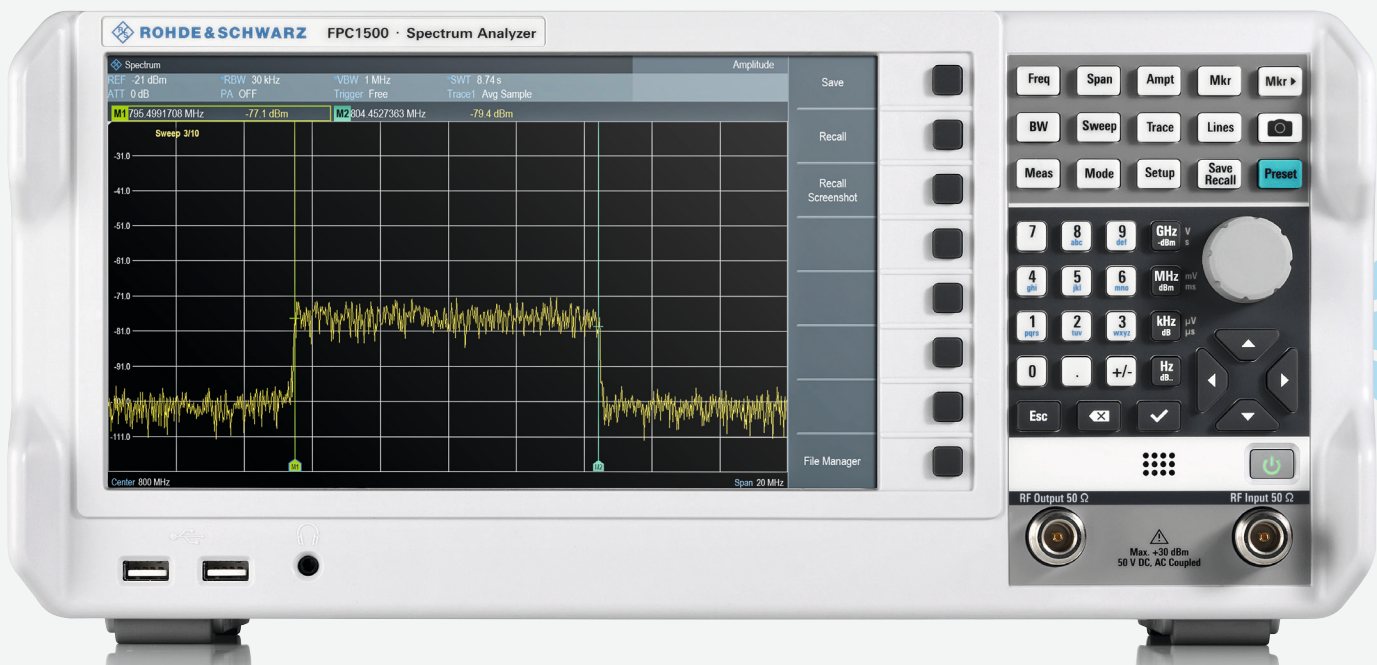 ROHDE & SCHWARZ FPC1500 · Spectrum Analyzer
Spectrum Amplitude
REF -21 dBm *RBW 30 kHz *VBW 1 MHz *SWT 8.74 s
ATT 0 dB PA OFF Trigger Free Trace1 Avg Sample
M1 795.4991708 MHz -77.1 dBm M2 804.4527363 MHz -79.4 dBm
Sweep 3/10
-31.0
-41.0
-51.0
-61.0
-71.0
-81.0
-91.0
-111.0
M1 M2
Center 800 MHz Span 20 MHz
Save
Recall
Recall
Screenshot
File Manager
Freq Span Ampt Mkr Mkr
BW Sweep Trace Lines
Meas Mode Setup Save Recall Preset
7 8 abc 9 def GHz -dBm V s
4 ghi 5 jkl 6 mno MHz dBm mV ms
1 pqrs 2 tuv 3 wxyz kHz dB µV µs
0 . +/- Hz dB..
Esc
RF Output 50 Ω RF Input 50 Ω
Max. +30 dBm
50 V DC, AC Coupled